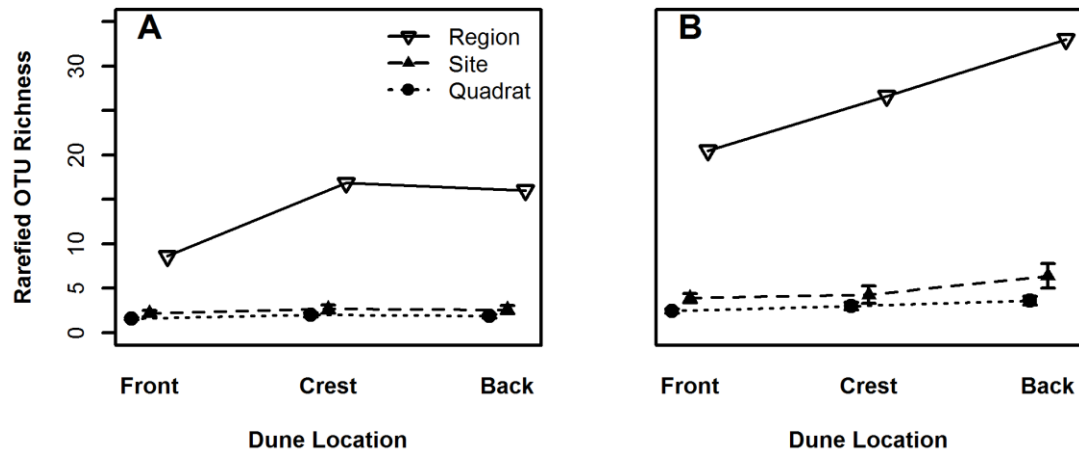 A
B
Region
Site
Quadrat
Rarefied OTU Richness
30
20
10
5
0
Front
Crest
Back
Front
Crest
Back
Dune Location
Dune Location